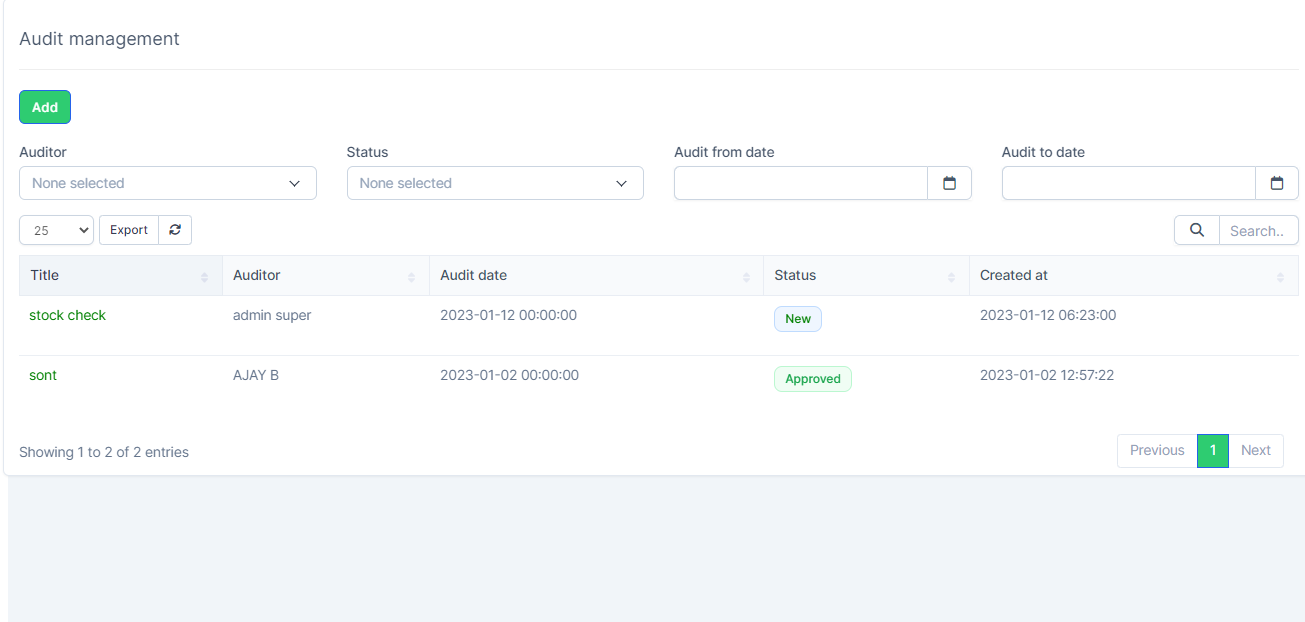 Audit management
Add
Auditor Status Audit from date Audit to date
None selected None selected
25 Export Search..
Title Auditor Audit date Status Created at
stock check admin super 2023-01-12 00:00:00 New 2023-01-12 06:23:00
sont AJAY B 2023-01-02 00:00:00 Approved 2023-01-02 12:57:22
Showing 1 to 2 of 2 entries Previous 1 Next